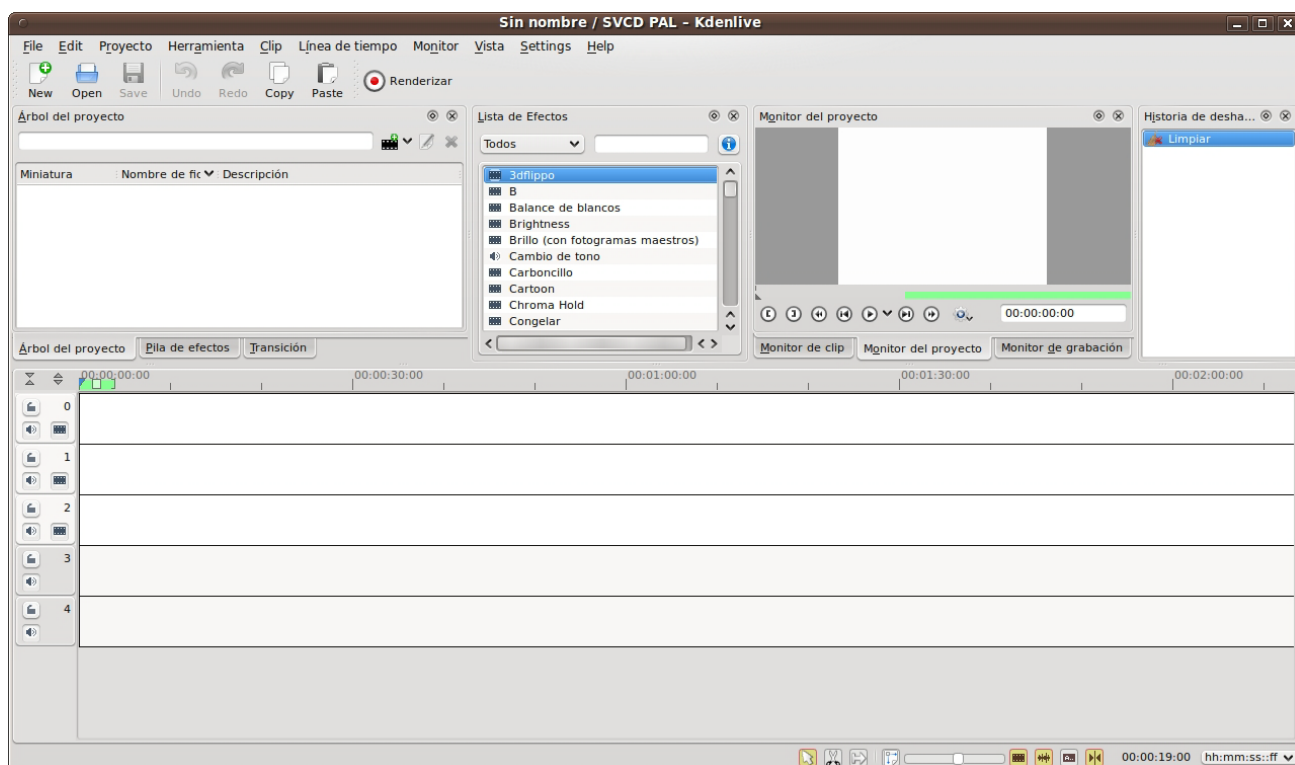 Sin nombre / SVCD PAL – Kdenlive
File Edit Proyecto Herramienta Clip Línea de tiempo Monitor Vista Settings Help
New Open Save Undo Redo Copy Paste Renderizar
Árbol del proyecto
Miniatura Nombre de fic Descripción
Árbol del proyecto Pila de efectos Transición
Lista de Efectos
Todos
3dflippo
B
Balance de blancos
Brightness
Brillo (con fotogramas maestros)
Cambio de tono
Carboncillo
Cartoon
Chroma Hold
Congelar
Monitor del proyecto
00:00:00:00
Monitor de clip Monitor del proyecto Monitor de grabación
Historia de desha...
Limpiar
00:00:00:00 00:00:30:00 00:01:00:00 00:01:30:00 00:02:00:00
0
1
2
3
4
00:00:19:00 hh:mm:ss::ff